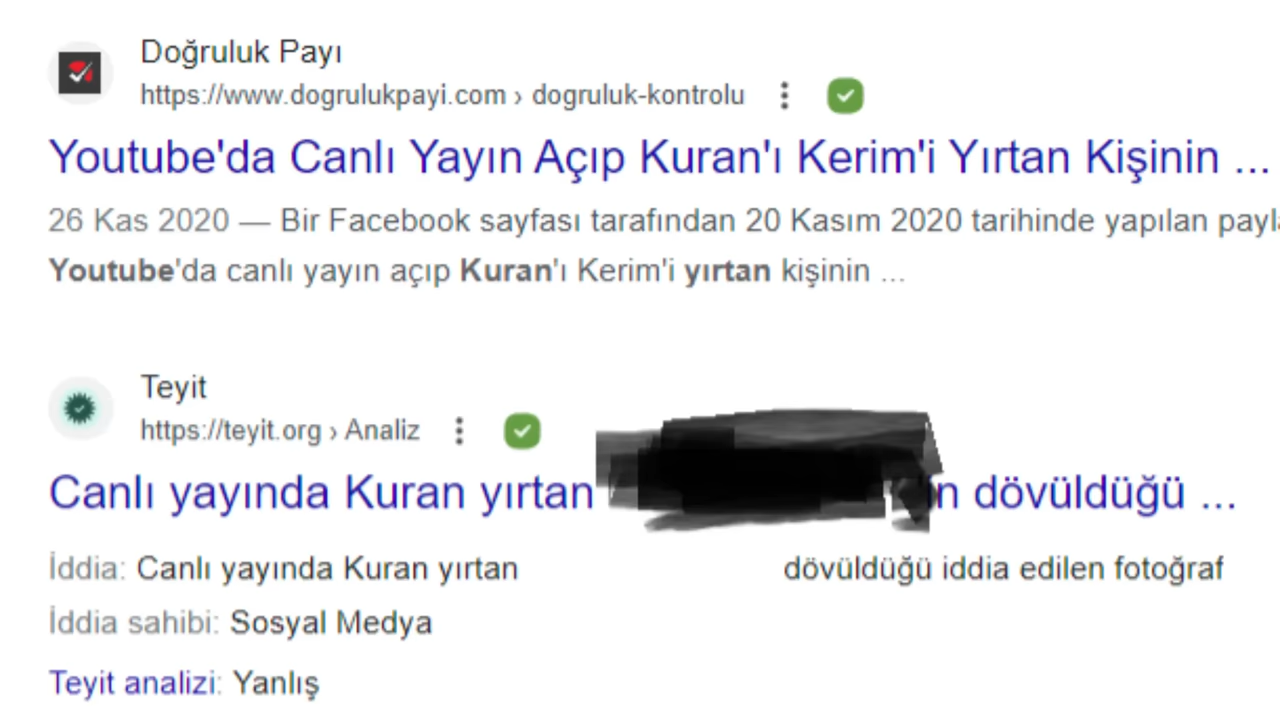 Doğruluk Payı
https://www.dogrulukpayi.com › dogruluk-kontrolu
Youtube'da Canlı Yayın Açıp Kuran'ı Kerim'i Yırtan Kişinin ...
26 Kas 2020 — Bir Facebook sayfası tarafından 20 Kasım 2020 tarihinde yapılan
Youtube'da canlı yayın açıp Kuran'ı Kerim'i yırtan kişinin ...
Teyit
https://teyit.org › Analiz
Canlı yayında Kuran yırtan dövüldüğü ...
İddia: Canlı yayında Kuran yırtan dövüldüğü iddia edilen fotoğraf
İddia sahibi: Sosyal Medya
Teyit analizi: Yanlış